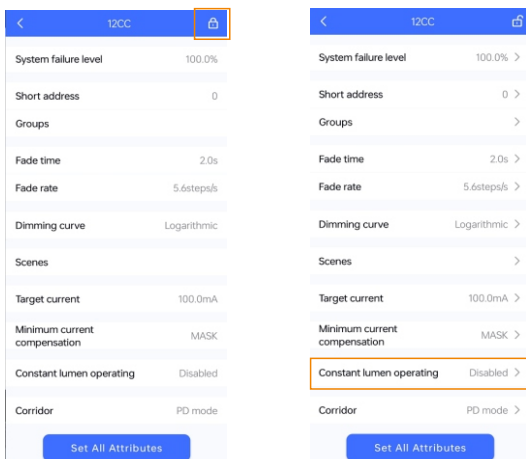 12CC
System failure level 100.0%
Short address 0
Groups
Fade time 2.0s
Fade rate 5.6steps/s
Dimming curve Logarithmic
Scenes
Target current 100.0mA
Minimum current
compensation MASK
Constant lumen operating Disabled
Corridor PD mode
Set All Attributes
12CC
System failure level 100.0%
Short address 0
Groups
Fade time 2.0s
Fade rate 5.6steps/s
Dimming curve Logarithmic
Scenes
Target current 100.0mA
Minimum current
compensation MASK
Constant lumen operating Disabled
Corridor PD mode
Set All Attributes